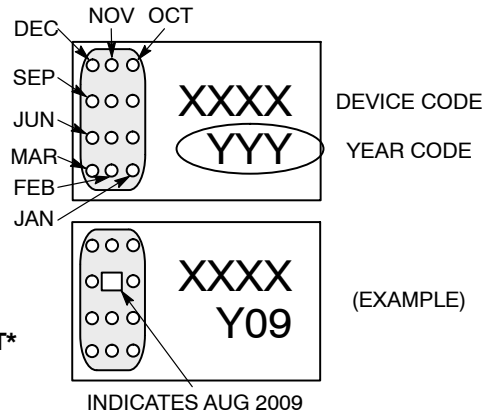 DEC NOV OCT
SEP
JUN
MAR
FEB
JAN
XXXX DEVICE CODE
YYY YEAR CODE
XXXX
Y09
(EXAMPLE)
T*
INDICATES AUG 2009